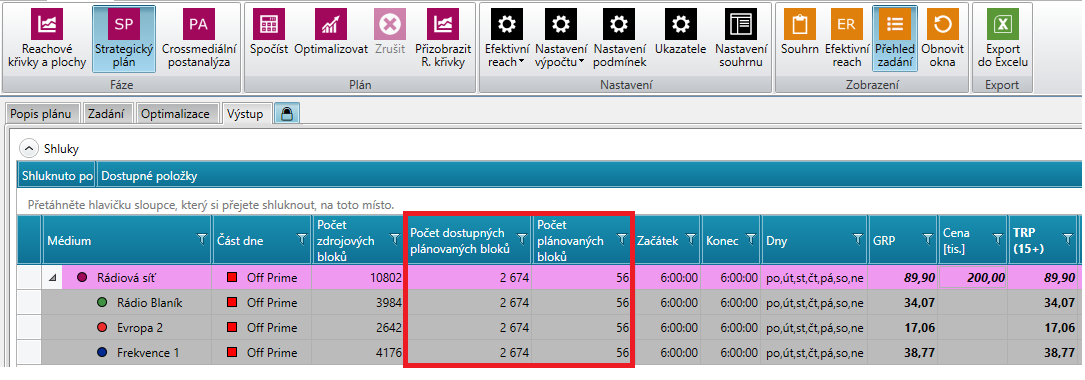 SP PA ER
Reachové křivky a plochy Strategický plán Crossmediální postanalýza Spočíst Optimalizovat Zrušit Přizobrazit R. křivky Efektivní reach Nastavení výpočtu Nastavení podmínek Ukazatele Nastavení souhrnu Souhrn Efektivní reach Přehled zadání Obnovit okna Export do Excelu
Fáze Plán Nastavení Zobrazení Export
Popis plánu Zadání Optimalizace Výstup
Shluky
Shluknuto po Dostupné položky
Přetáhněte hlavičku sloupce, který si přejete shluknout, na toto místo.
Médium Část dne Počet zdrojových bloků Počet dostupných plánovaných bloků Počet plánovaných bloků Začátek Konec Dny GRP Cena [tis.] TRP (15+)
Rádiová síť Off Prime 10802 2 674 56 6:00:00 6:00:00 po,út,st,čt,pá,so,ne 89,90 200,00 89,90
Rádio Blaník Off Prime 3984 2 674 56 6:00:00 6:00:00 po,út,st,čt,pá,so,ne 34,07 34,07
Evropa 2 Off Prime 2642 2 674 56 6:00:00 6:00:00 po,út,st,čt,pá,so,ne 17,06 17,06
Frekvence 1 Off Prime 4176 2 674 56 6:00:00 6:00:00 po,út,st,čt,pá,so,ne 38,77 38,77